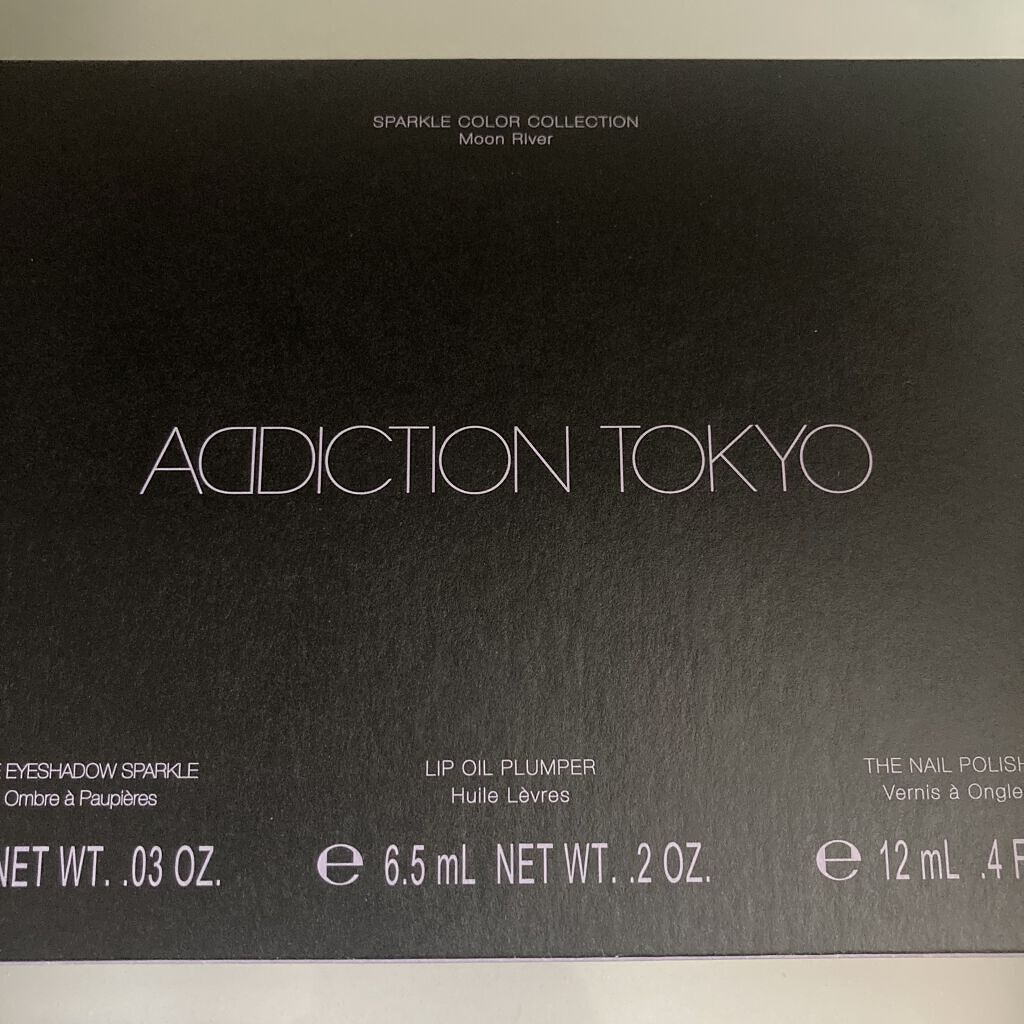 SPARKLE COLOR COLLECTION
Moon River
ADDICTION TOKYO
EYESHADOW SPARKLE
Ombre à Paupières
NET WT. .03 OZ.
LIP OIL PLUMPER
Huile Lèvres
℮ 6.5 mL NET WT. .2 OZ.
THE NAIL POLISH
Vernis à Ongle
℮ 12 mL .4 F